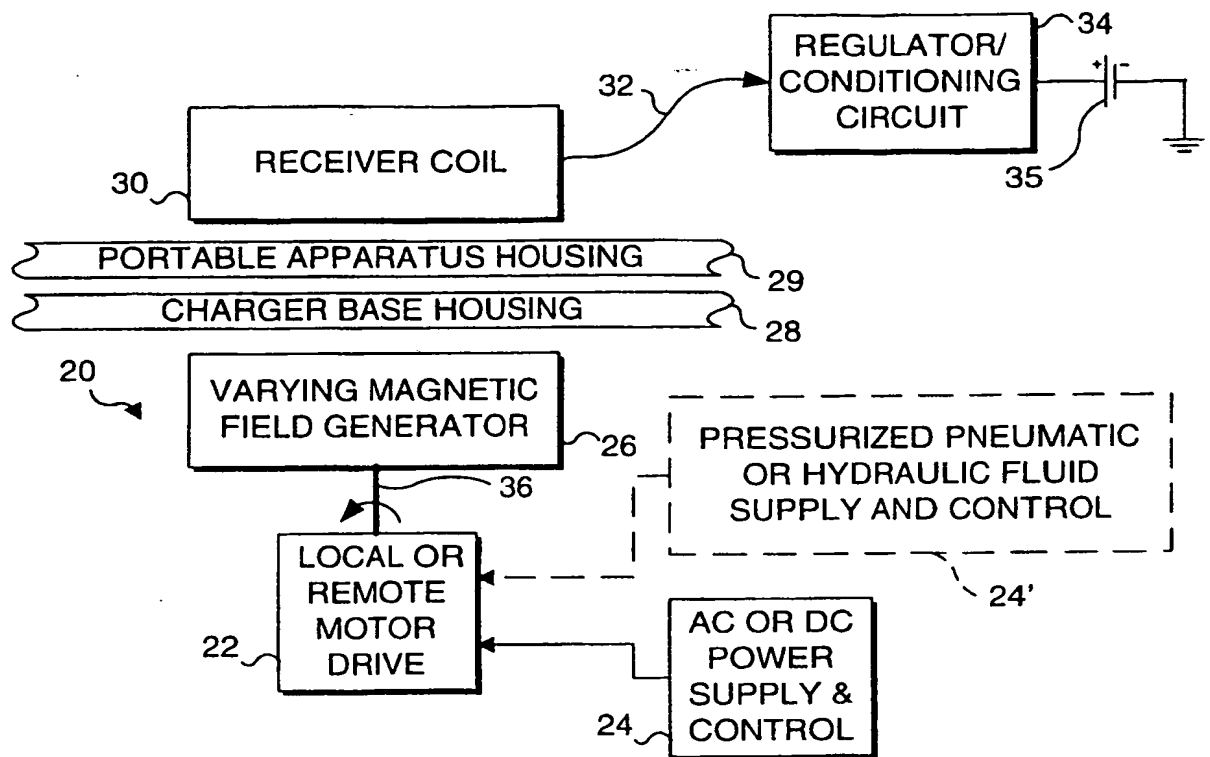 34
REGULATOR/
CONDITIONING
CIRCUIT
+ -
32
35
RECEIVER COIL
30
PORTABLE APPARATUS HOUSING
29
CHARGER BASE HOUSING
28
20
VARYING MAGNETIC
FIELD GENERATOR
26
36
PRESSURIZED PNEUMATIC
OR HYDRAULIC FLUID
SUPPLY AND CONTROL
24'
LOCAL OR
REMOTE
MOTOR
DRIVE
22
AC OR DC
POWER
SUPPLY &
CONTROL
24